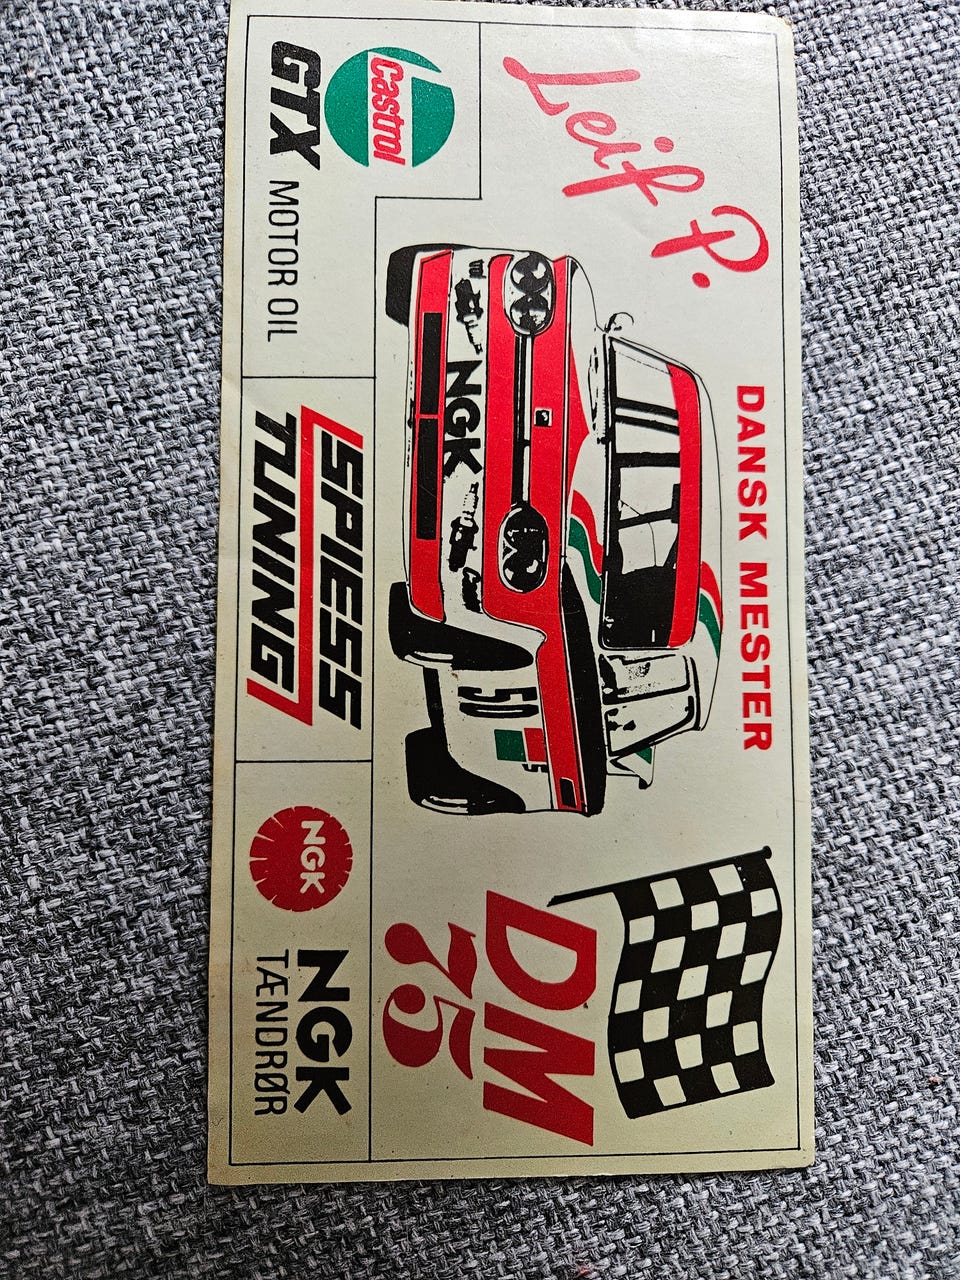 Leif P.
DANSK MESTER
NGK
50
DM
75
Castrol
GTX MOTOR OIL
SPIESS
TUNING
NGK
NGK
TÆNDRØR